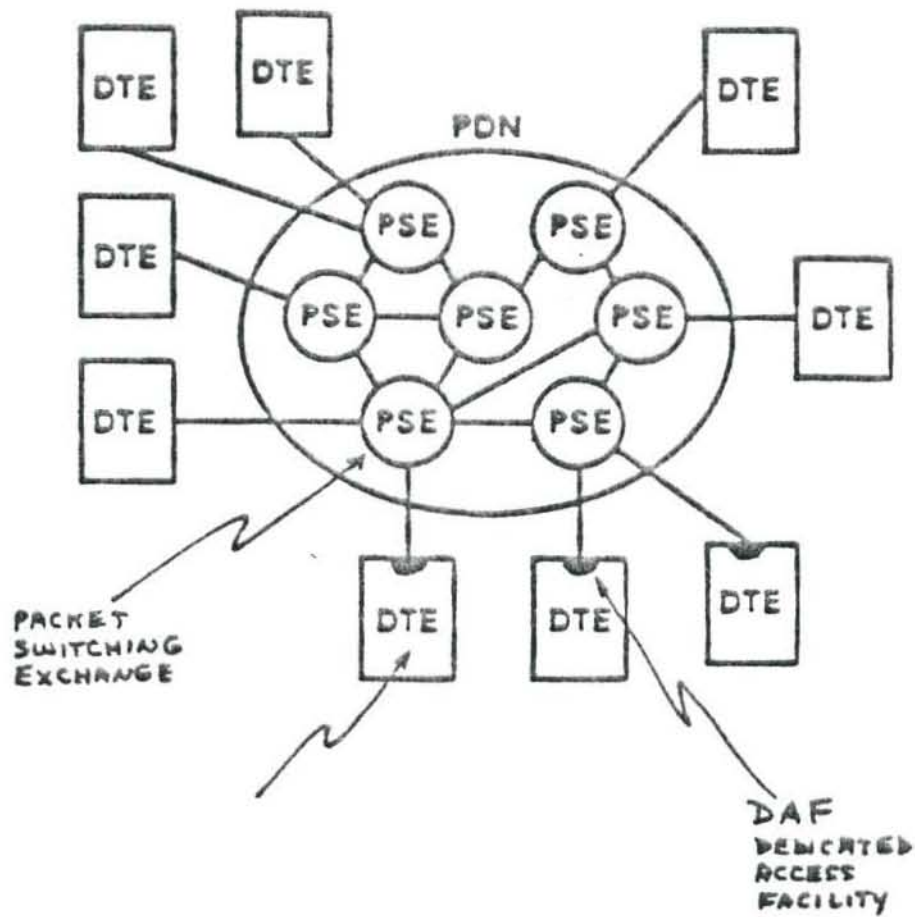 DTE
DTE
DTE
PDN
PSE
PSE
DTE
PSE
PSE
PSE
DTE
DTE
PSE
PSE
DTE
DTE
DTE
PACKET
SWITCHING
EXCHANGE
DAF
DEDICATED
ACCESS
FACILITY